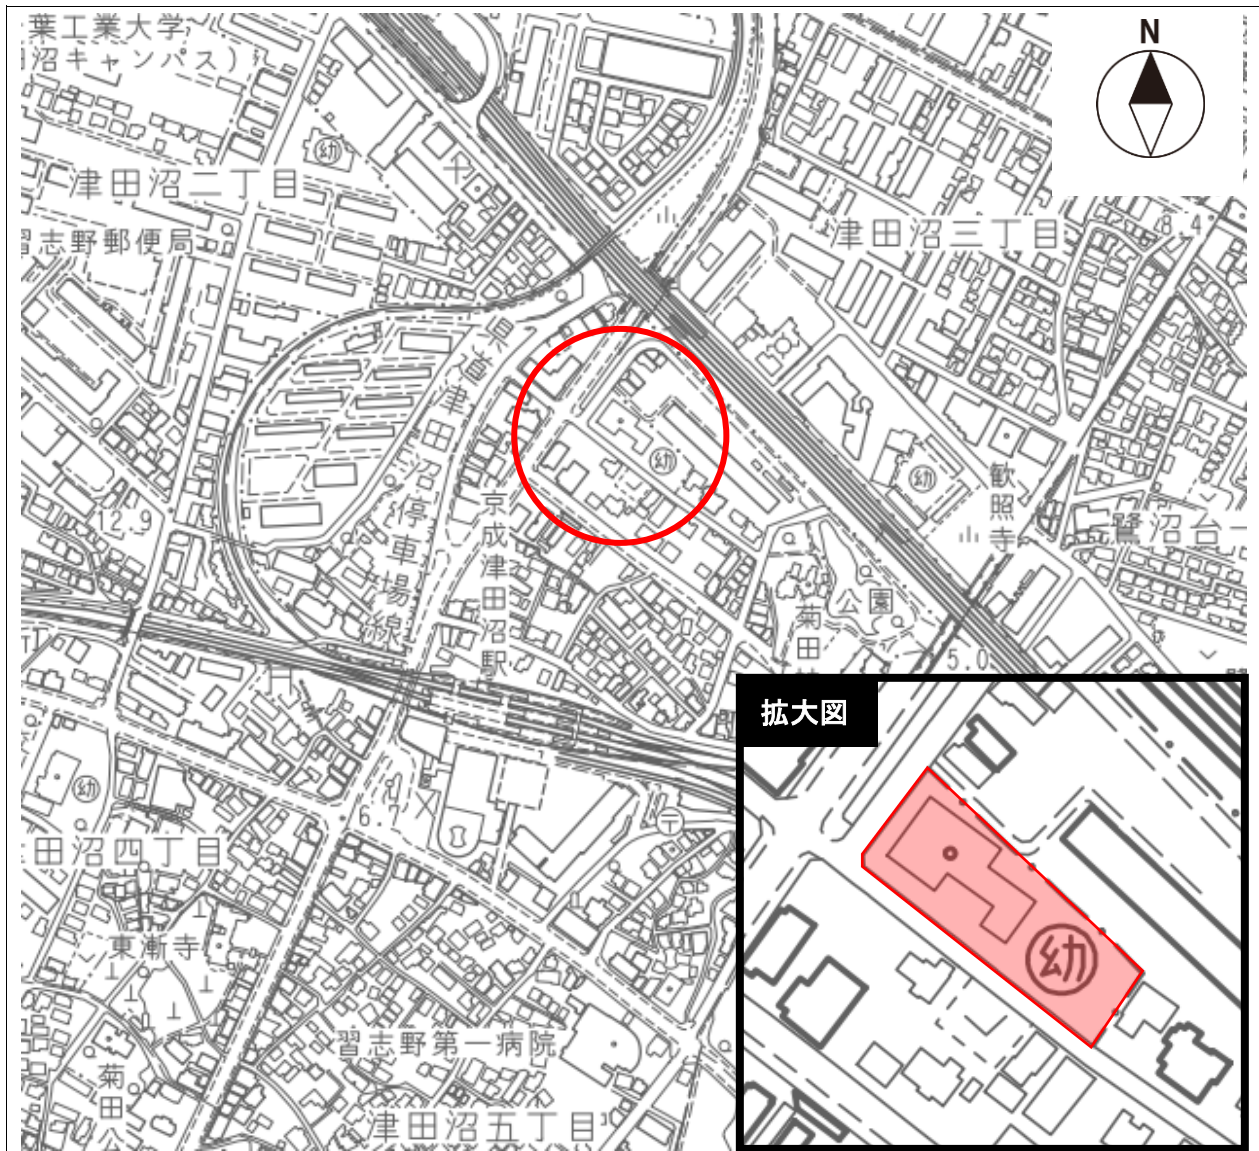 葉工業大学
沼キャンパス)
N
幼
津田沼二丁目
習志野郵便局
津田沼三丁目
8.4
県道津田沼停車場線
幼
幼
歓照寺
12.9
京成津田沼駅
鷺沼台一
公園
菊田
5.0
拡大図
幼
幼
6.7
田沼四丁目
東漸寺
習志野第一病院
菊田
津田沼五丁目